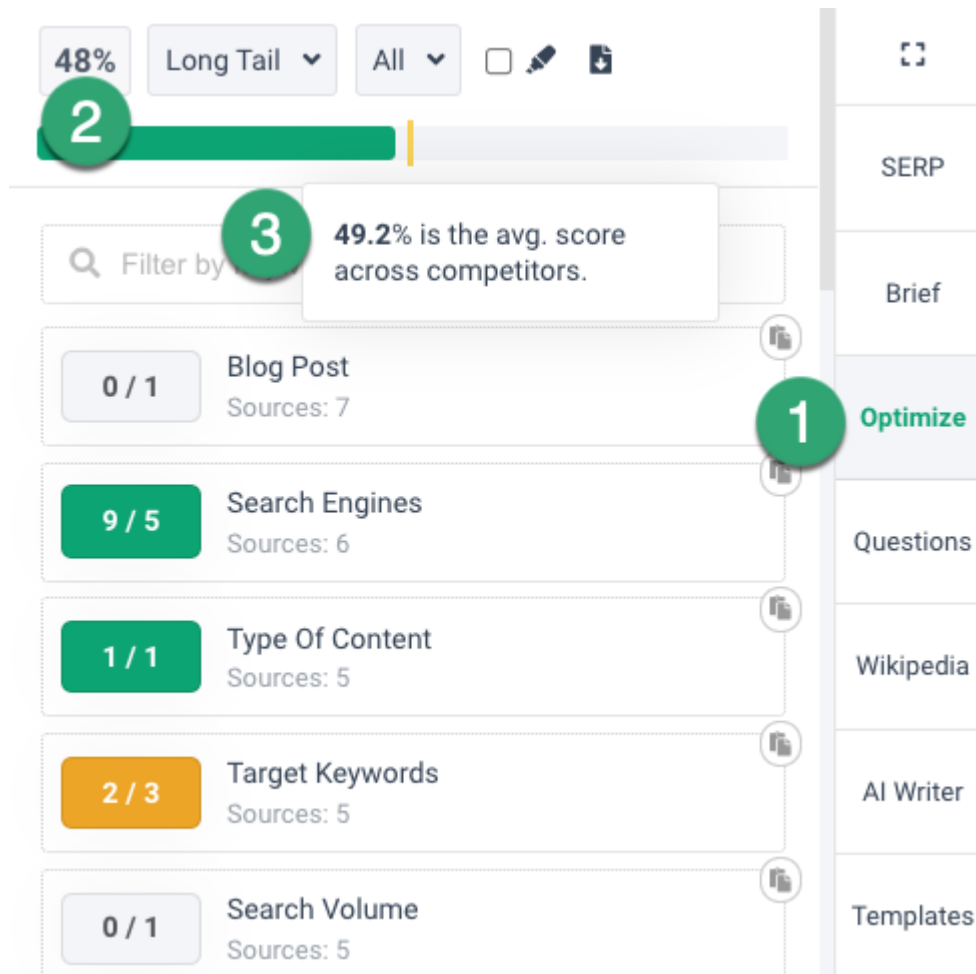 48%
Long Tail
All
SERP
2
3
49.2% is the avg. score
across competitors.
Filter by
Brief
0 / 1
Blog Post
Sources: 7
1
Optimize
9 / 5
Search Engines
Sources: 6
Questions
1 / 1
Type Of Content
Sources: 5
Wikipedia
2 / 3
Target Keywords
Sources: 5
AI Writer
0 / 1
Search Volume
Sources: 5
Templates